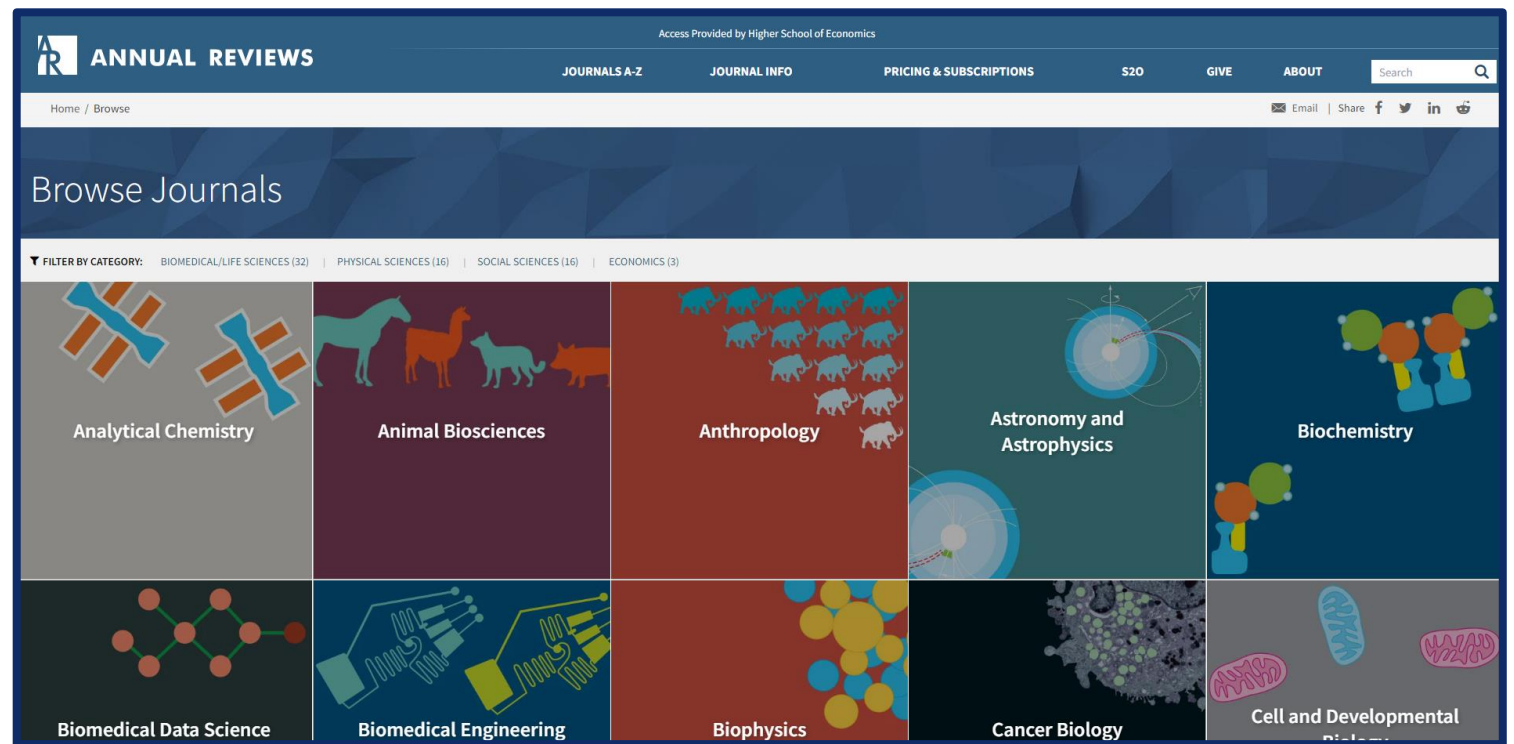 Access Provided by Higher School of Economics
AR ANNUAL REVIEWS
JOURNALS A-Z JOURNAL INFO PRICING & SUBSCRIPTIONS S2O GIVE ABOUT Search
Home / Browse Email | Share
Browse Journals
FILTER BY CATEGORY: BIOMEDICAL/LIFE SCIENCES (32) | PHYSICAL SCIENCES (16) | SOCIAL SCIENCES (16) | ECONOMICS (3)
Analytical Chemistry
Animal Biosciences
Anthropology
Astronomy and
Astrophysics
Biochemistry
Biomedical Data Science
Biomedical Engineering
Biophysics
Cancer Biology
Cell and Developmental
Biology